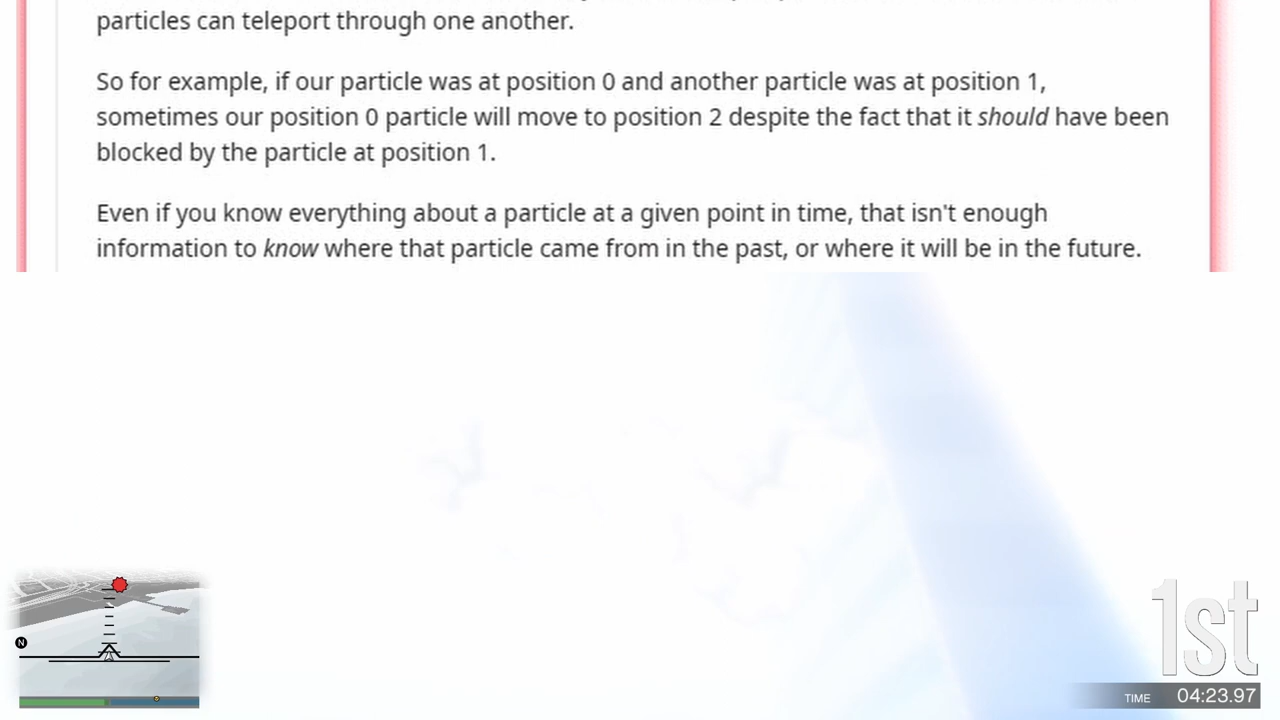 particles can teleport through one another.
So for example, if our particle was at position 0 and another particle was at position 1,
sometimes our position 0 particle will move to position 2 despite the fact that it should have been
blocked by the particle at position 1.
Even if you know everything about a particle at a given point in time, that isn't enough
information to know where that particle came from in the past, or where it will be in the future.
N
1st
TIME 04:23.97